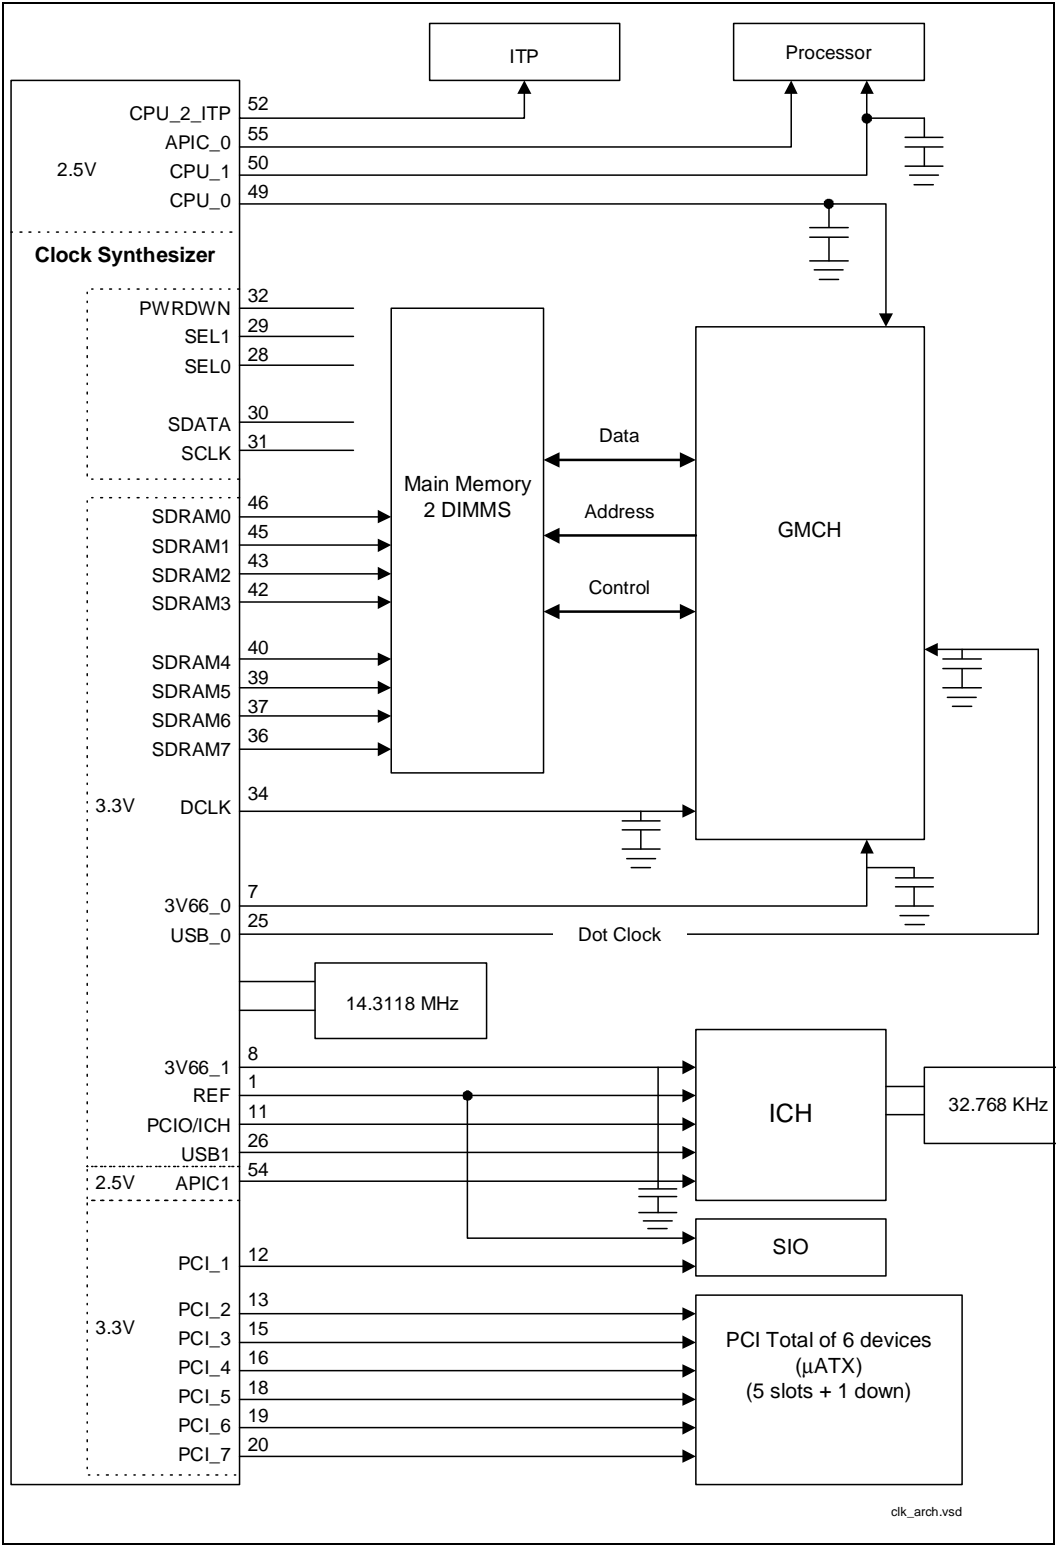 ITP
Processor
CPU_2_ITP 52
APIC_0 55
2.5V CPU_1 50
CPU_0 49
Clock Synthesizer
PWRDWN 32
SEL1 29
SEL0 28
SDATA 30
SCLK 31
Data
Main Memory
2 DIMMS
Address
GMCH
Control
SDRAM0 46
SDRAM1 45
SDRAM2 43
SDRAM3 42
SDRAM4 40
SDRAM5 39
SDRAM6 37
SDRAM7 36
3.3V DCLK 34
3V66_0 7
USB_0 25
Dot Clock
14.3118 MHz
3V66_1 8
REF 1
PCIO/ICH 11
USB1 26
2.5V APIC1 54
ICH
32.768 KHz
SIO
PCI_1 12
PCI_2 13
3.3V PCI_3 15
PCI_4 16
PCI_5 18
PCI_6 19
PCI_7 20
PCI Total of 6 devices
(μATX)
(5 slots + 1 down)
clk_arch.vsd